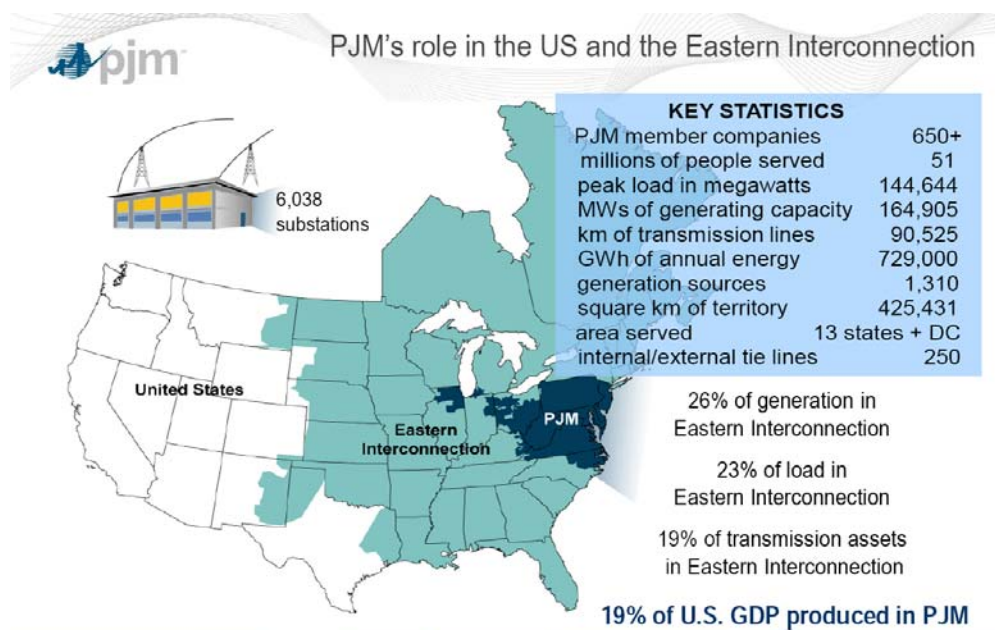 pjm
PJM's role in the US and the Eastern Interconnection
KEY STATISTICS
PJM member companies 650+
millions of people served 51
peak load in megawatts 144,644
MWs of generating capacity 164,905
km of transmission lines 90,525
GWh of annual energy 729,000
generation sources 1,310
square km of territory 425,431
area served 13 states + DC
internal/external tie lines 250
6,038
substations
United States
Eastern
Interconnection
PJM
26% of generation in
Eastern Interconnection
23% of load in
Eastern Interconnection
19% of transmission assets
in Eastern Interconnection
19% of U.S. GDP produced in PJM